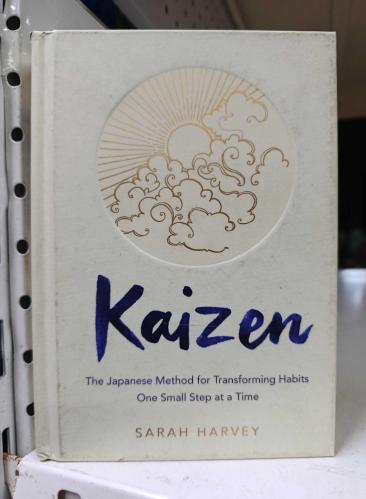 Kaizen
The Japanese Method for Transforming Habits
One Small Step at a Time
SARAH HARVEY